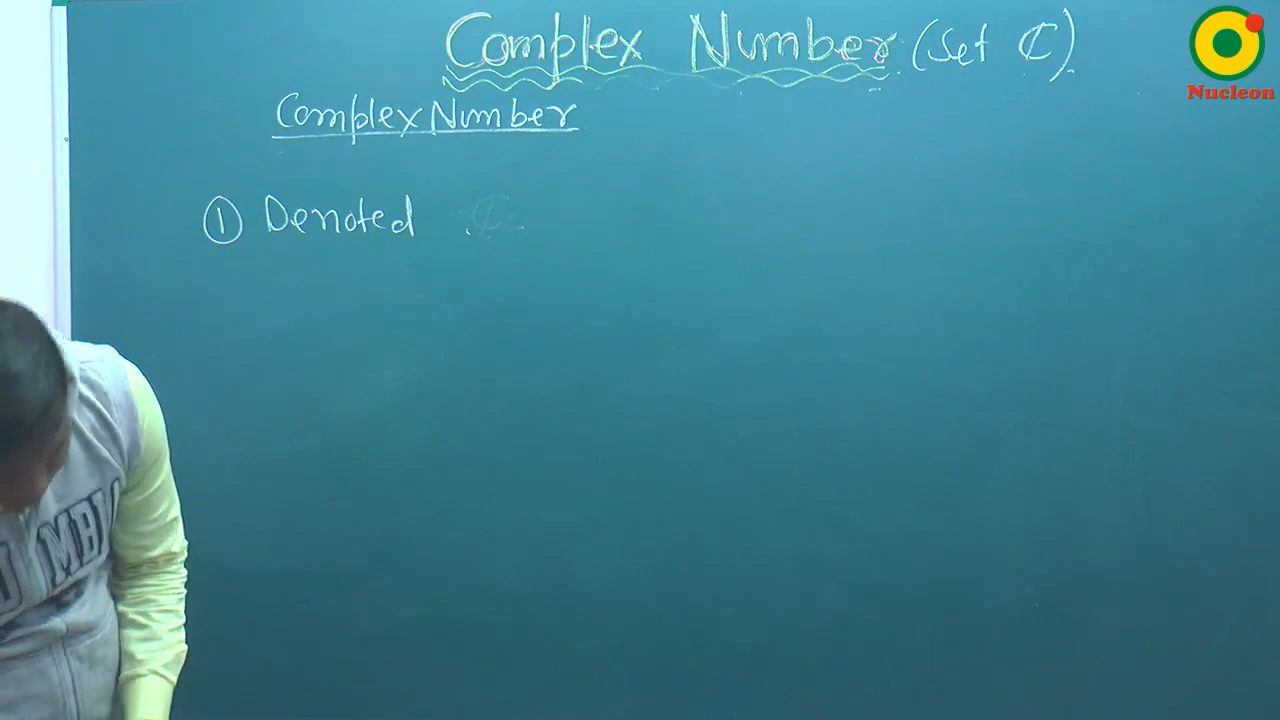 Complex Number (Set ℂ)
Nucleon
Complex Number
① Denoted